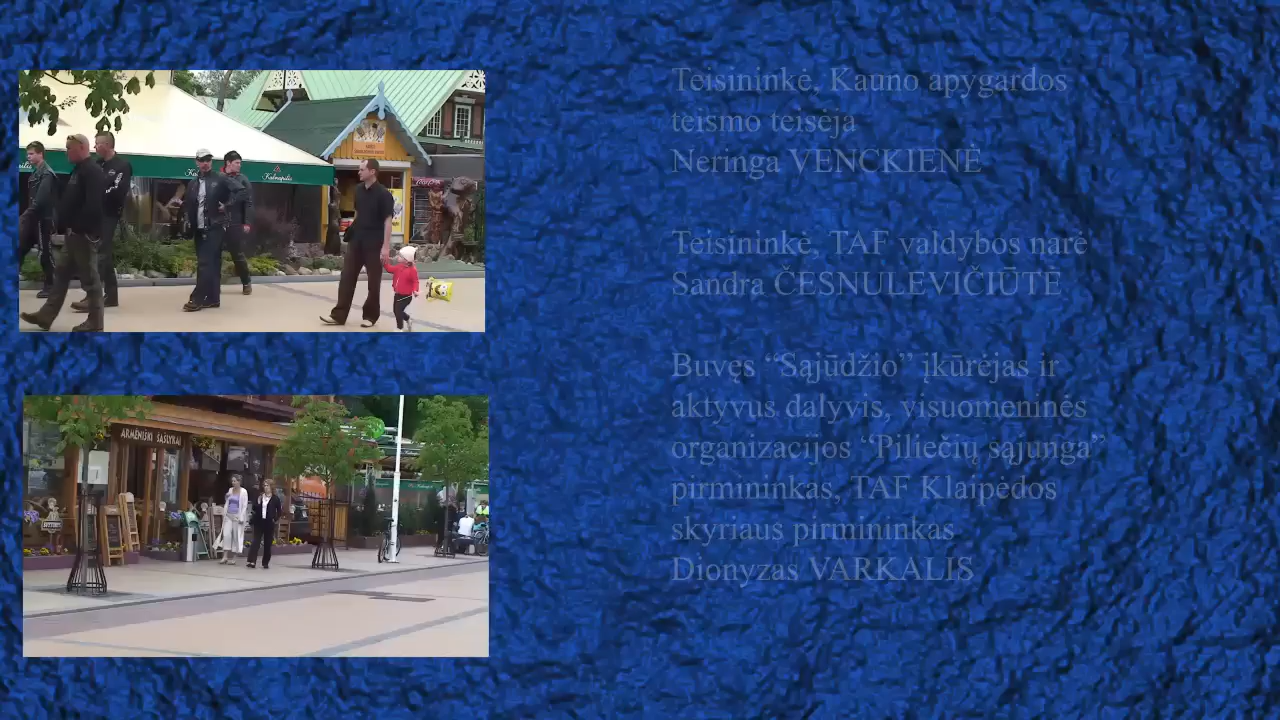 Teisininkė, Kauno apygardos
teismo teisėja
Neringa VENCKIENĖ
Teisininkė, TAF valdybos narė
Sandra ČESNULEVIČIŪTĖ
Buvęs “Sąjūdžio” įkūrėjas ir
aktyvus dalyvis, visuomeninės
organizacijos “Piliečių sąjunga”
pirmininkas, TAF Klaipėdos
skyriaus pirmininkas
Dionyzas VARKALIS
Kalnapilis
ARMĖNIŠKI ŠAŠLYKAI